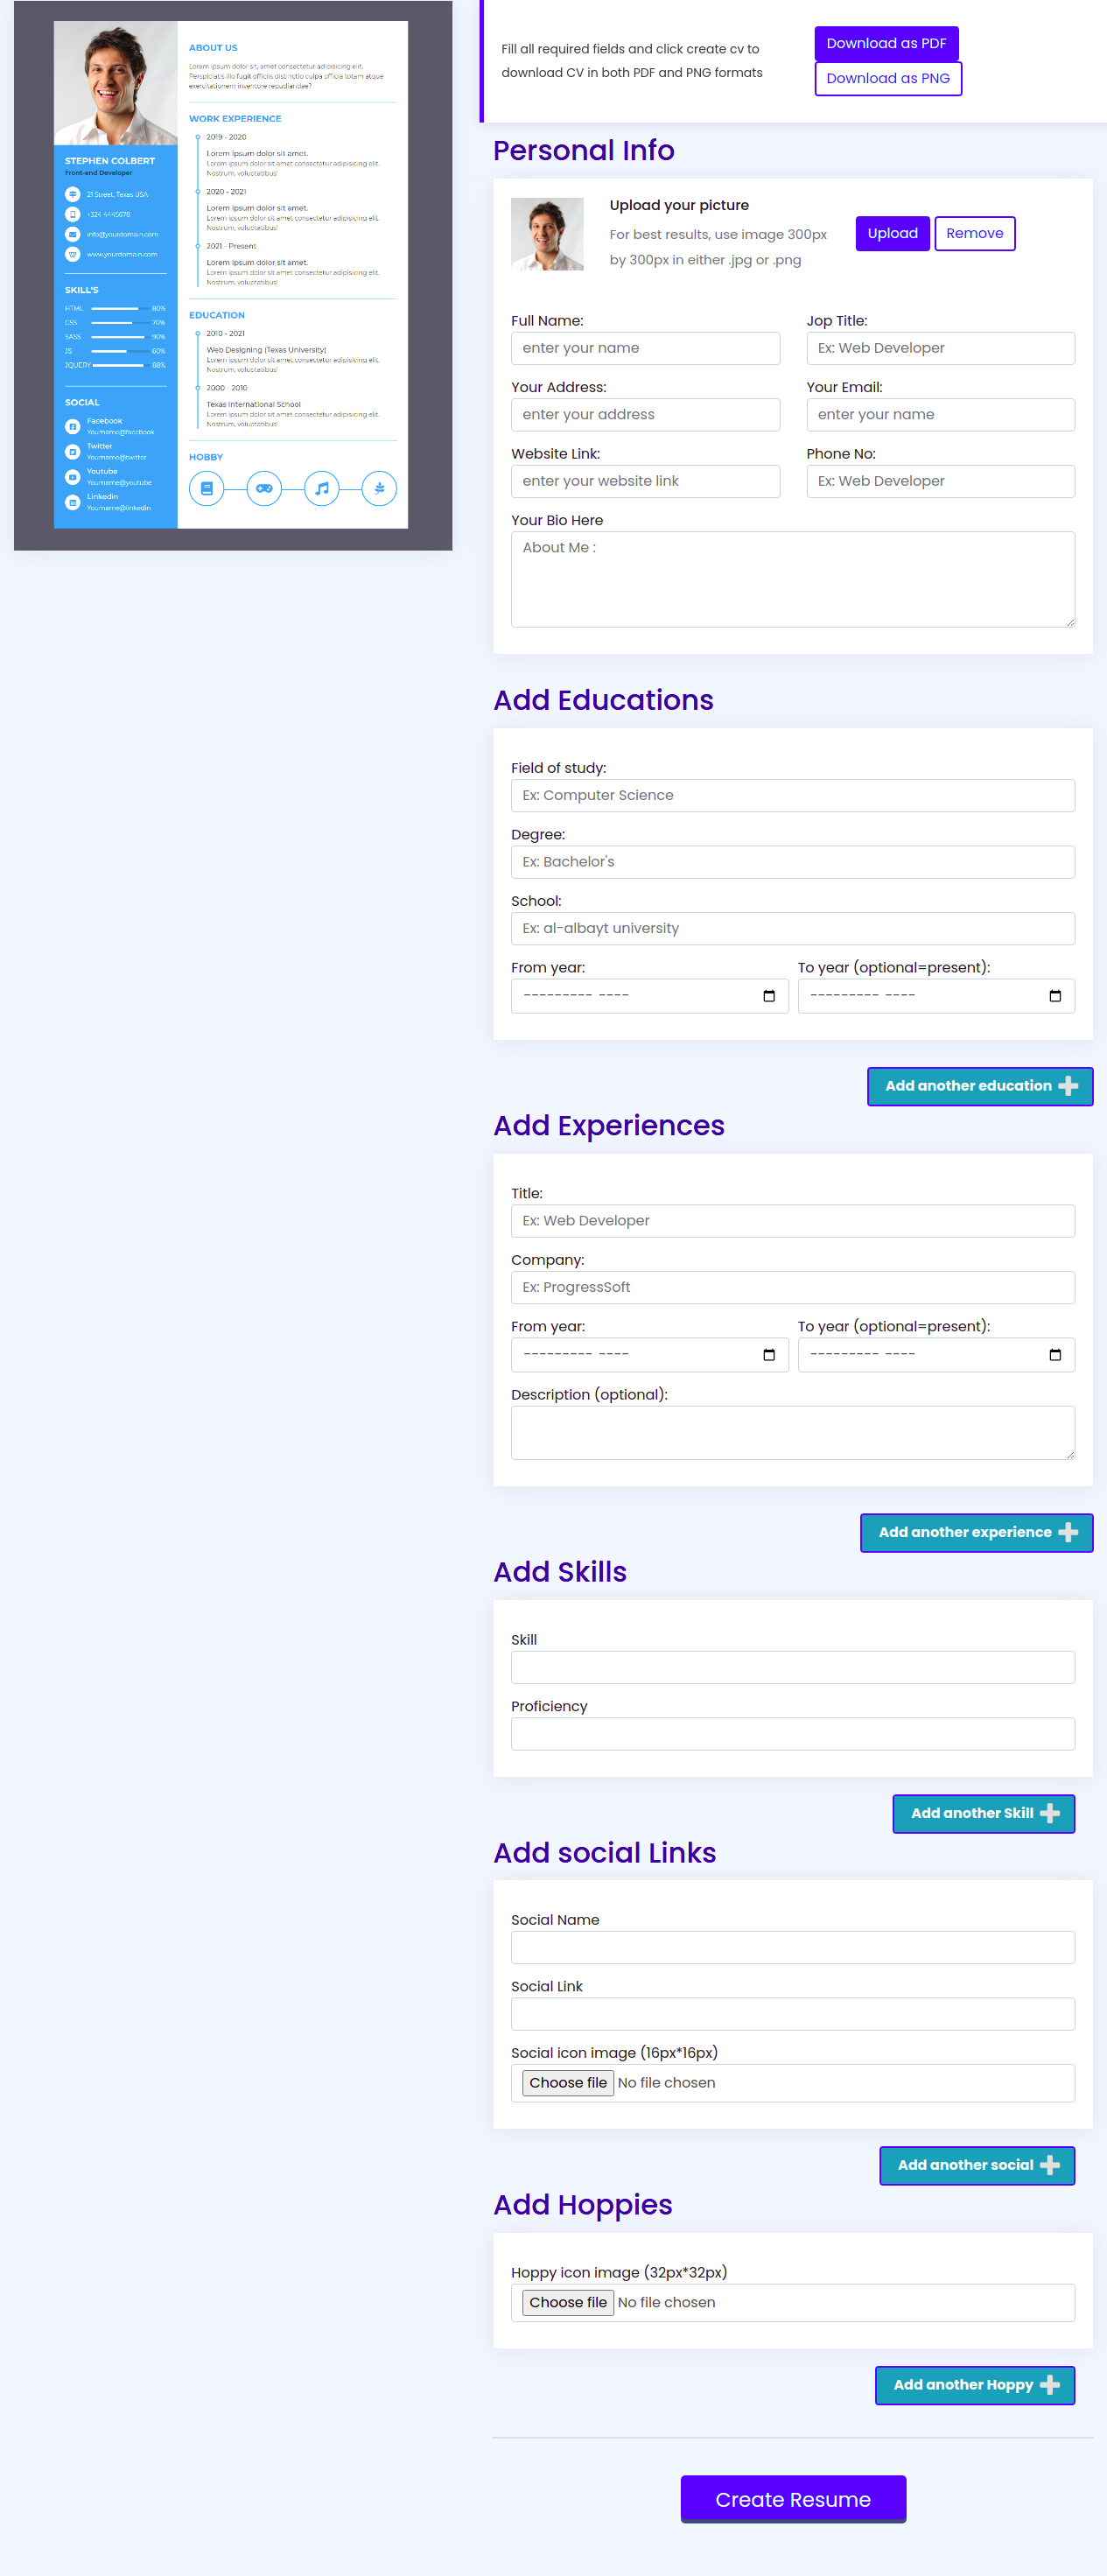 ABOUT US
Lorem ipsum dolor sit, amet consectetur adipisicing elit.
Perspiciatis illo fugit officiis distinctio culpa officia totam atque
exercitationem inventore repudiandae?
WORK EXPERIENCE
2019 - 2020
Lorem ipsum dolor sit amet.
Lorem ipsum dolor sit amet consectetur adipisicing elit.
Nostrum, voluptatibus!
2020 - 2021
Lorem ipsum dolor sit amet.
Lorem ipsum dolor sit amet consectetur adipisicing elit.
Nostrum, voluptatibus!
2021 - Present
Lorem ipsum dolor sit amet.
Lorem ipsum dolor sit amet consectetur adipisicing elit.
Nostrum, voluptatibus!
EDUCATION
2010 - 2021
Web Designing (Texas University)
Lorem ipsum dolor sit amet consectetur adipisicing elit.
Nostrum, voluptatibus!
2000 - 2010
Texas International School
Lorem ipsum dolor sit amet consectetur adipisicing elit.
Nostrum, voluptatibus!
HOBBY
STEPHEN COLBERT
Front-end Developer
21 Street, Texas USA
+324 4445678
info@yourdomain.com
www.yourdomain.com
SKILL'S
HTML 80%
CSS 70%
SASS 90%
JS 60%
JQUERY 88%
SOCIAL
Facebook
Yourname@facebook
Twitter
Yourname@twitter
Youtube
Yourname@youtube
Linkedin
Yourname@linkedin
Fill all required fields and click create cv to
download CV in both PDF and PNG formats
Download as PDF
Download as PNG
Personal Info
Upload your picture
For best results, use image 300px
by 300px in either .jpg or .png
Upload Remove
Full Name: Jop Title:
enter your name Ex: Web Developer
Your Address: Your Email:
enter your address enter your name
Website Link: Phone No:
enter your website link Ex: Web Developer
Your Bio Here
About Me :
Add Educations
Field of study:
Ex: Computer Science
Degree:
Ex: Bachelor's
School:
Ex: al-albayt university
From year: To year (optional=present):
--------- ---- --------- ----
Add another education
Add Experiences
Title:
Ex: Web Developer
Company:
Ex: ProgressSoft
From year: To year (optional=present):
--------- ---- --------- ----
Description (optional):
Add another experience
Add Skills
Skill
Proficiency
Add another Skill
Add social Links
Social Name
Social Link
Social icon image (16px*16px)
Choose file No file chosen
Add another social
Add Hoppies
Hoppy icon image (32px*32px)
Choose file No file chosen
Add another Hoppy
Create Resume